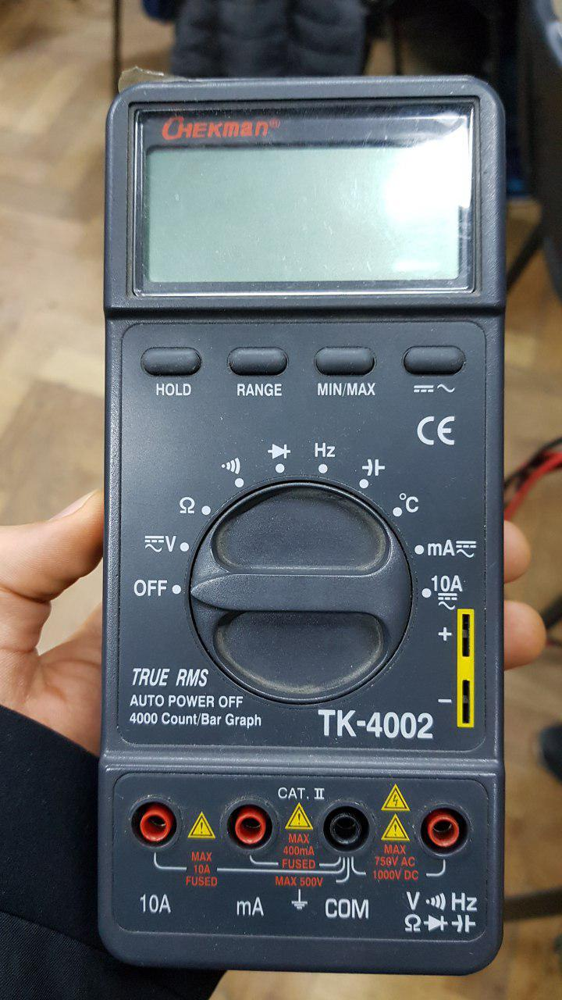 CHEKman®
HOLD RANGE MIN/MAX ⎓∼
CE
Hz
°C
Ω
V
mA
OFF
10A
+
−
TRUE RMS
AUTO POWER OFF
4000 Count/Bar Graph
TK-4002
CAT. II
MAX
10A
FUSED
MAX
400mA
FUSED
MAX 500V
MAX
750V AC
1000V DC
10A mA COM V Hz
Ω